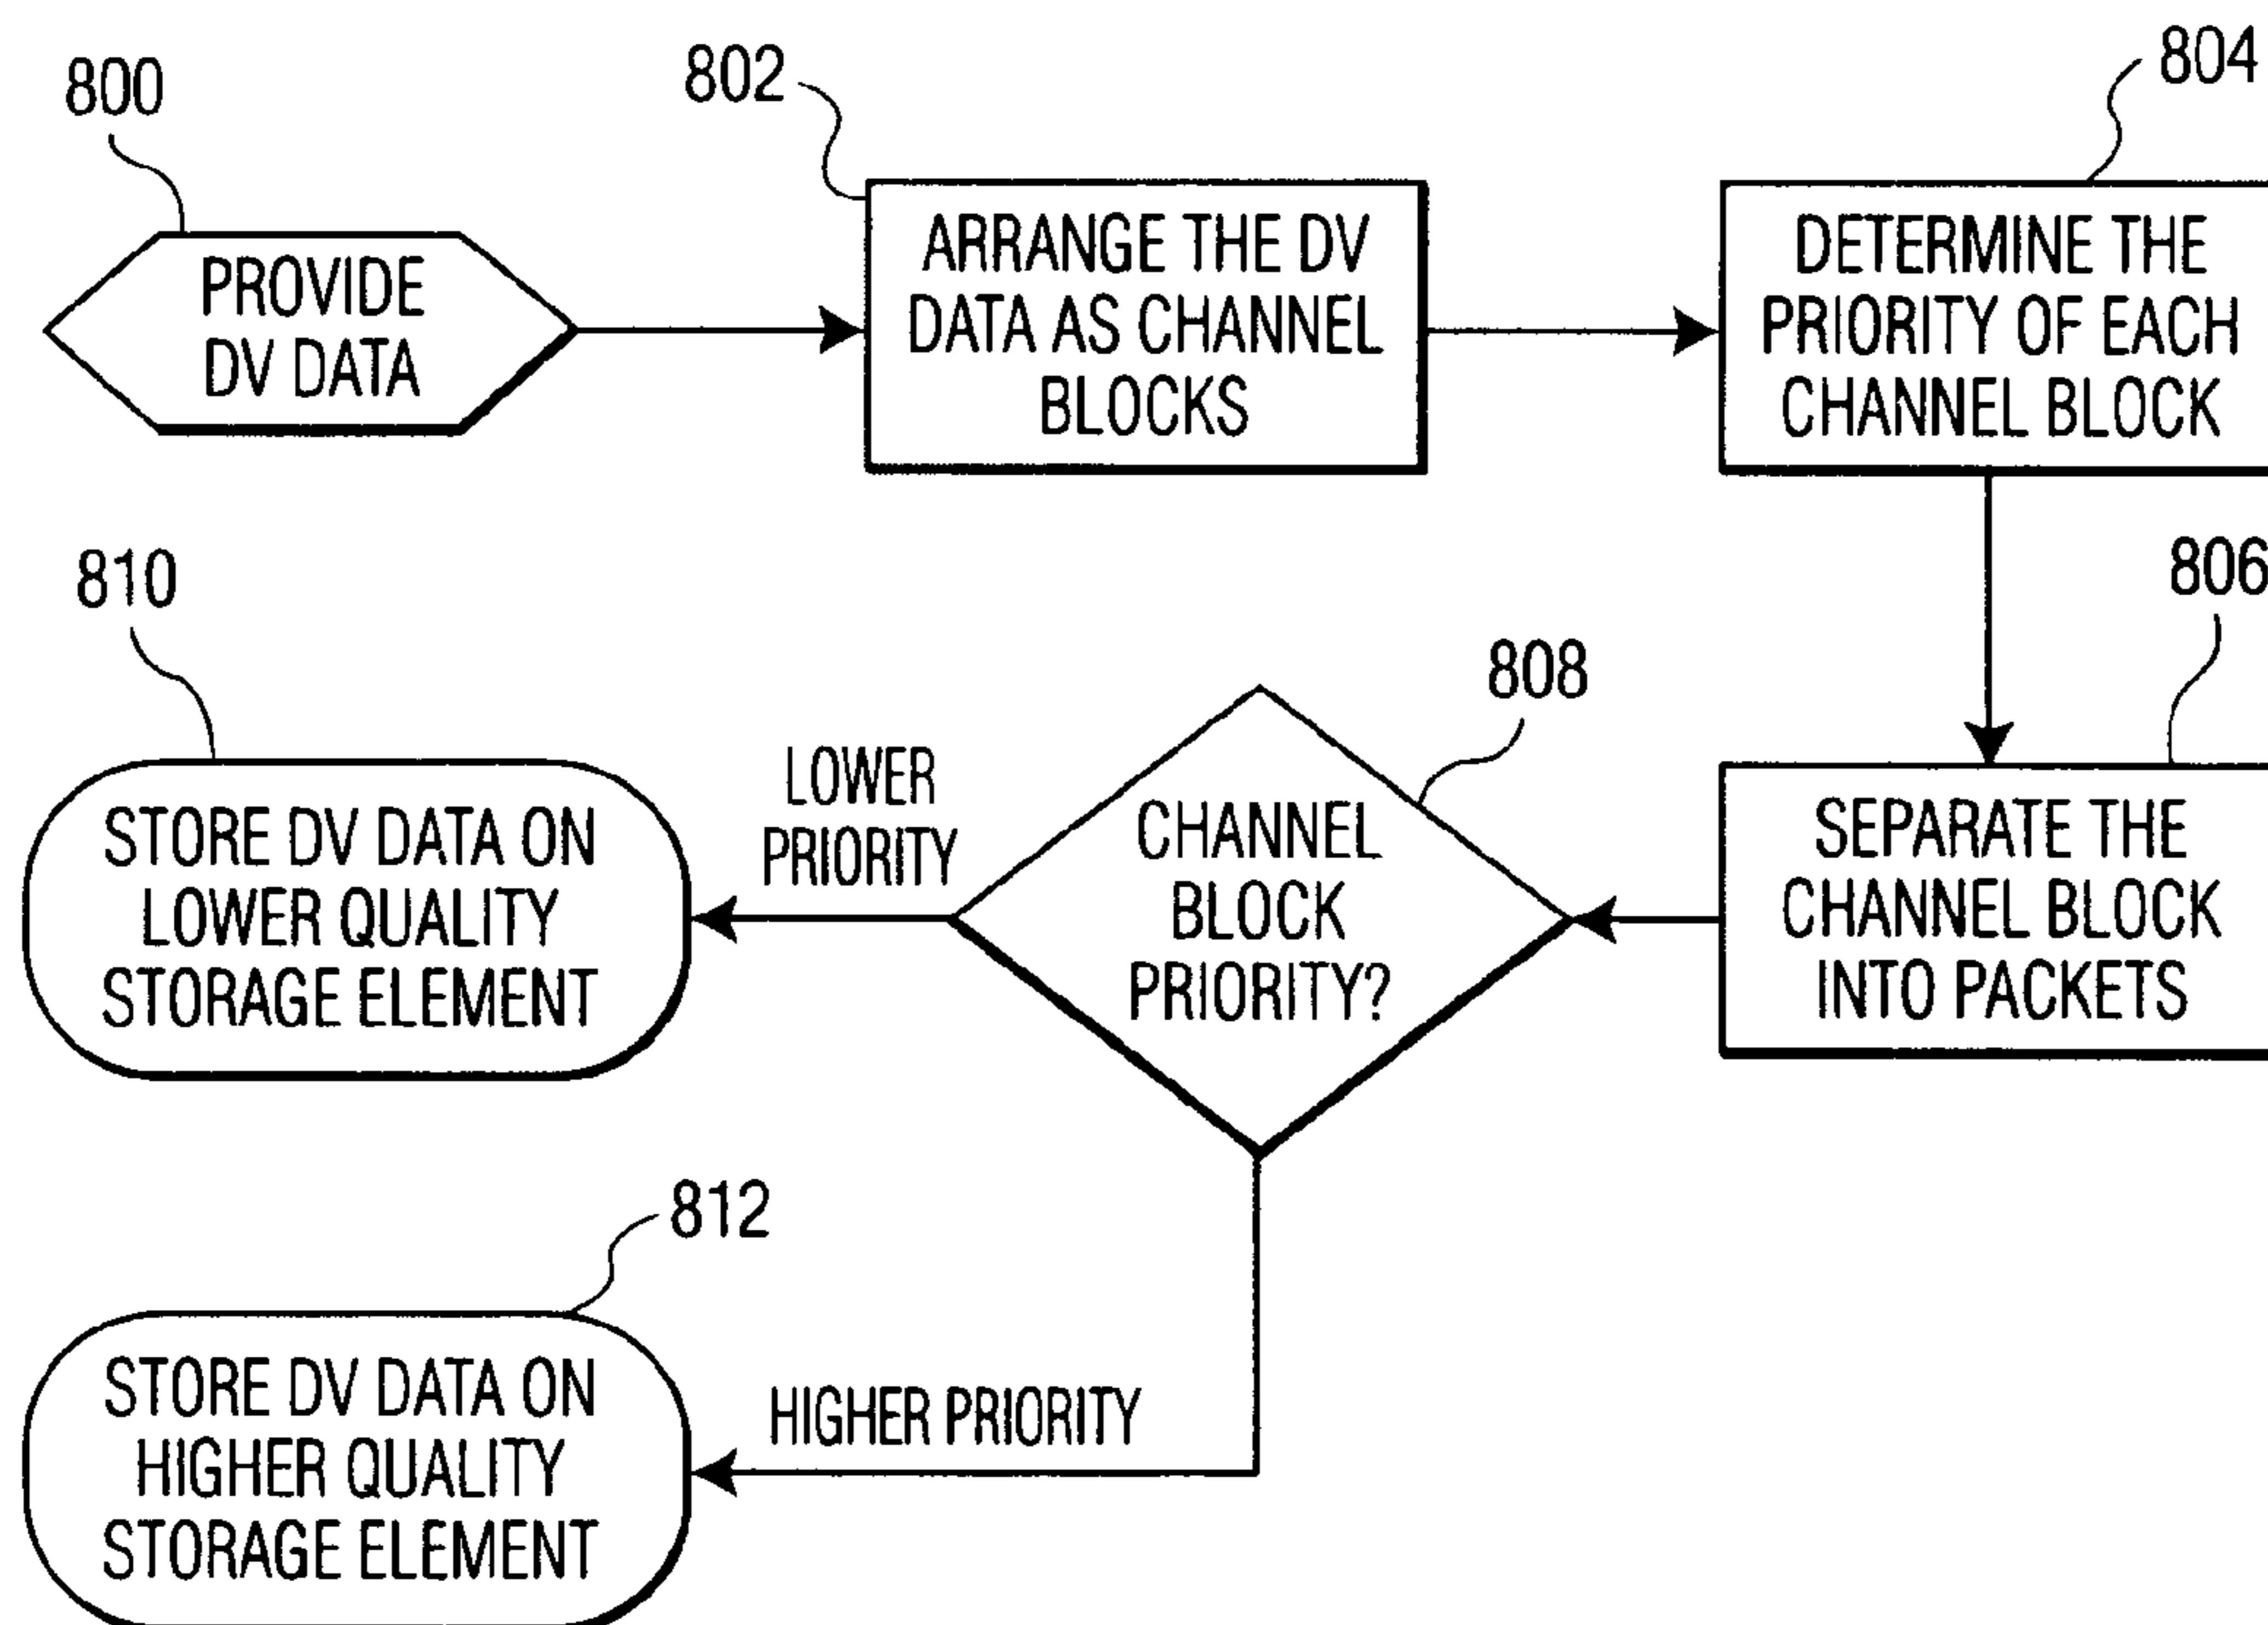 800
PROVIDE
DV DATA
802
ARRANGE THE DV
DATA AS CHANNEL
BLOCKS
804
DETERMINE THE
PRIORITY OF EACH
CHANNEL BLOCK
806
SEPARATE THE
CHANNEL BLOCK
INTO PACKETS
808
CHANNEL
BLOCK
PRIORITY?
LOWER
PRIORITY
810
STORE DV DATA ON
LOWER QUALITY
STORAGE ELEMENT
HIGHER PRIORITY
812
STORE DV DATA ON
HIGHER QUALITY
STORAGE ELEMENT